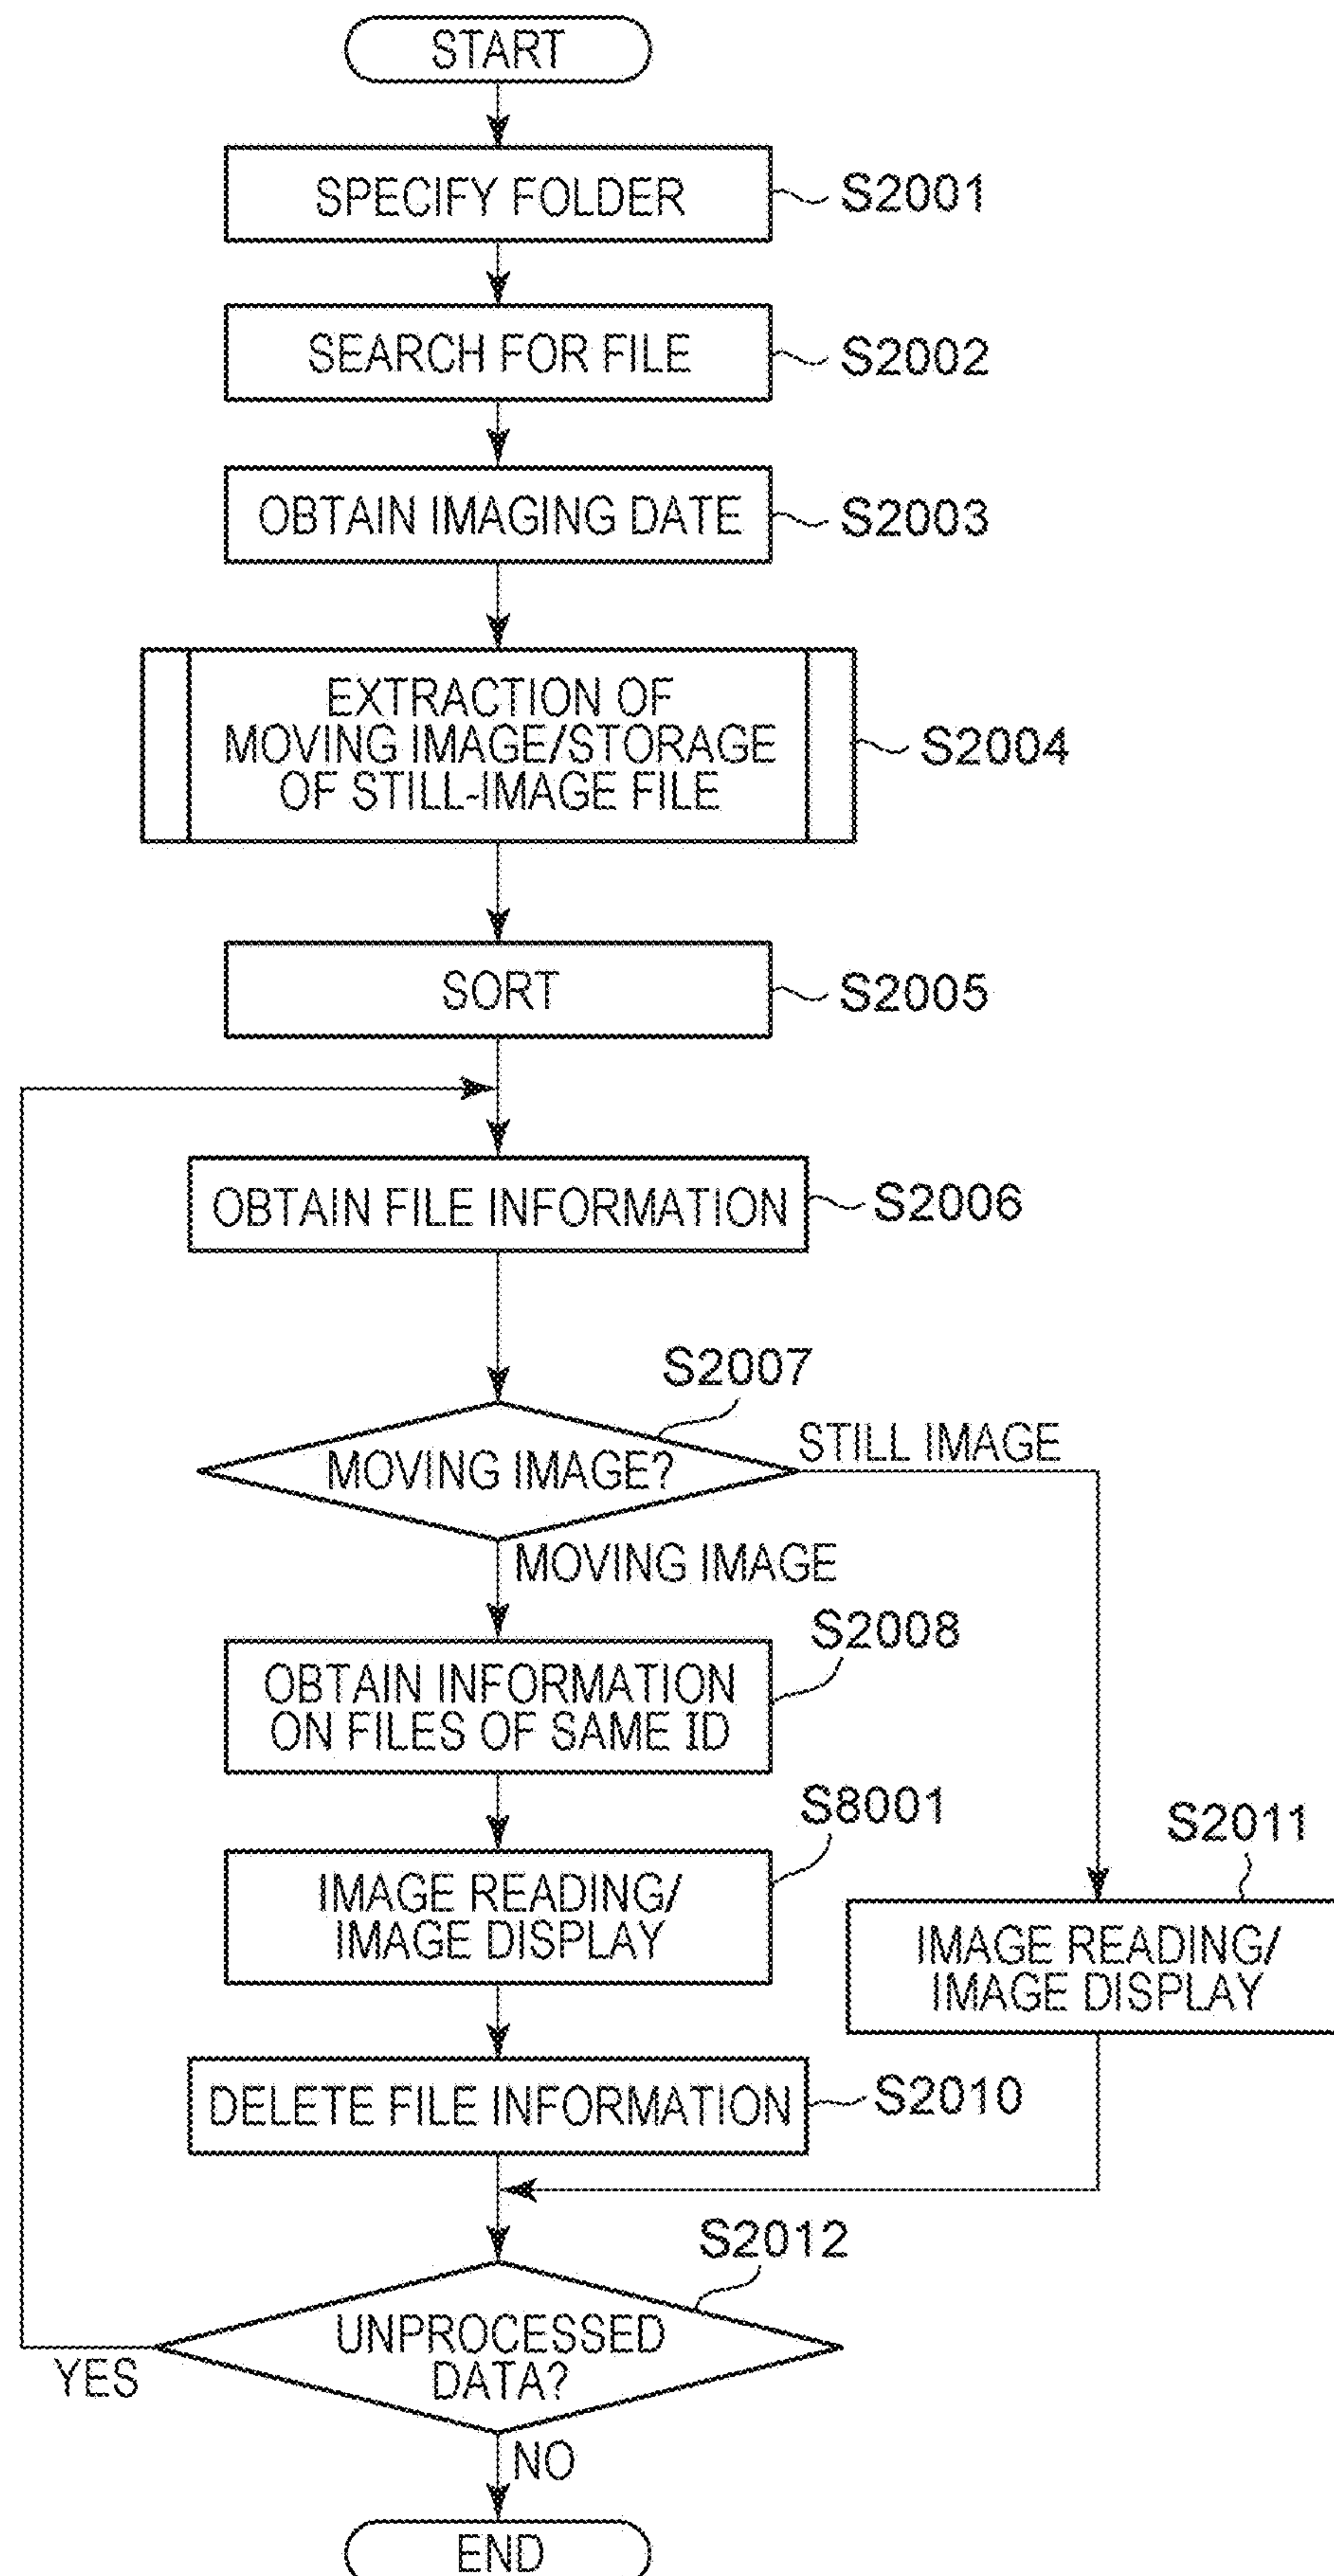 START
SPECIFY FOLDER
S2001
SEARCH FOR FILE
S2002
OBTAIN IMAGING DATE
S2003
EXTRACTION OF
MOVING IMAGE/STORAGE
OF STILL-IMAGE FILE
S2004
SORT
S2005
OBTAIN FILE INFORMATION
S2006
S2007
MOVING IMAGE?
STILL IMAGE
MOVING IMAGE
S2008
OBTAIN INFORMATION
ON FILES OF SAME ID
S8001
IMAGE READING/
IMAGE DISPLAY
S2011
IMAGE READING/
IMAGE DISPLAY
DELETE FILE INFORMATION
S2010
S2012
UNPROCESSED
DATA?
YES
NO
END